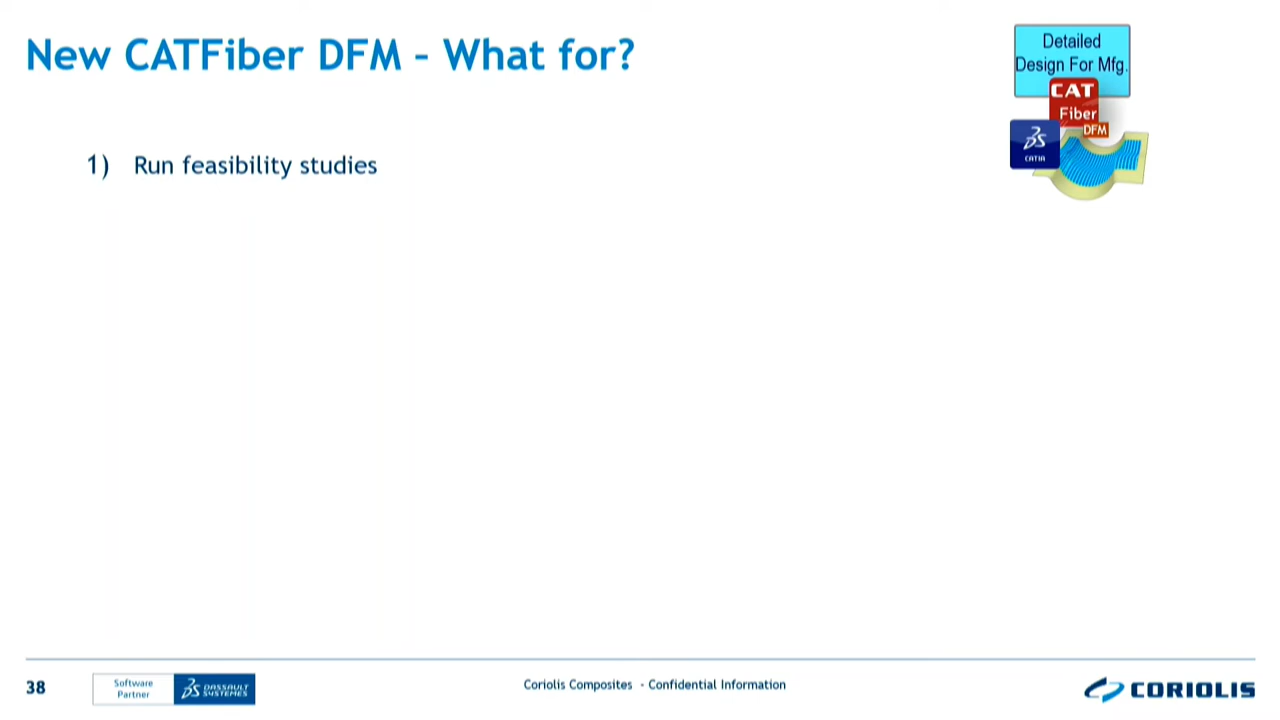 New CATFiber DFM – What for?
Detailed
Design For Mfg.
CAT
Fiber
DFM
CATIA
1) Run feasibility studies
38
Software
Partner
DASSAULT
SYSTEMES
Coriolis Composites - Confidential Information
CORIOLIS